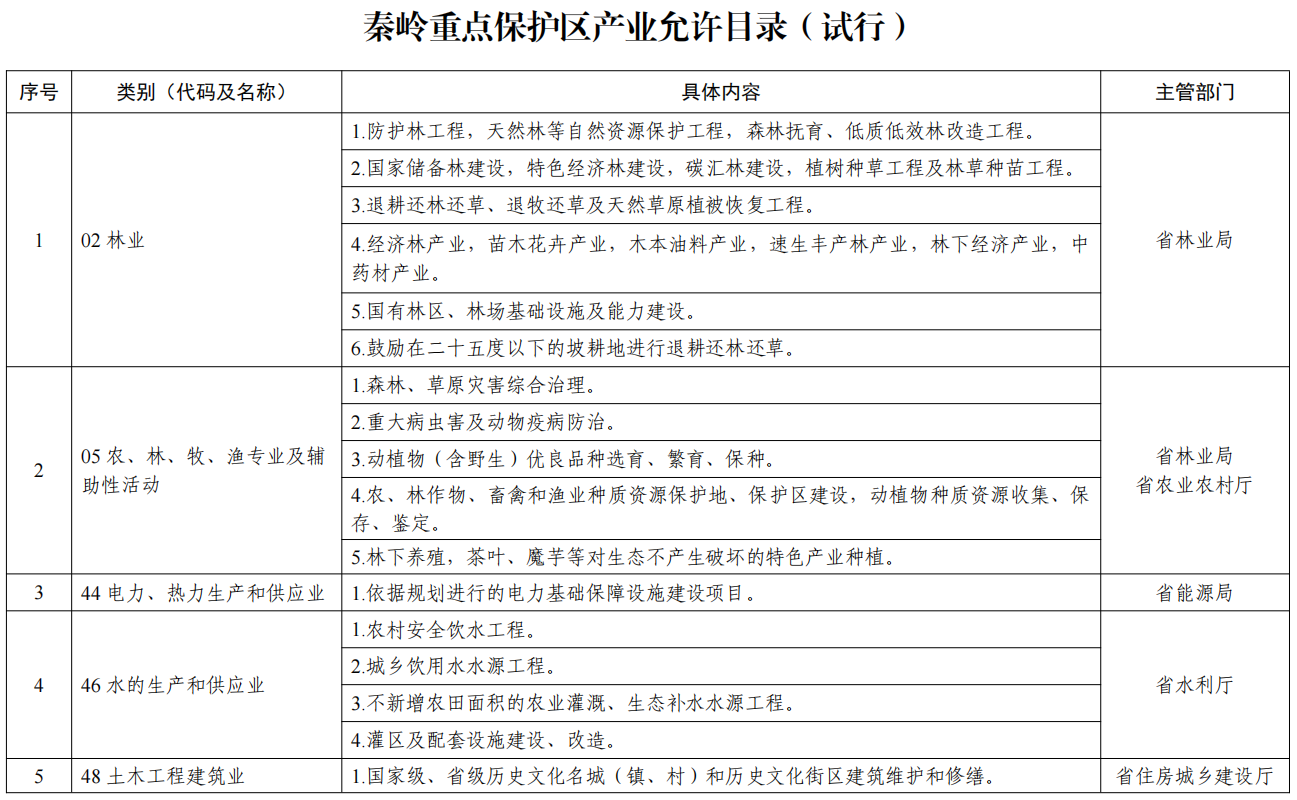 秦岭重点保护区产业允许目录（试行）
序号 类别（代码及名称） 具体内容 主管部门
1 02 林业 省林业局
1.防护林工程，天然林等自然资源保护工程，森林抚育、低质低效林改造工程。
2.国家储备林建设，特色经济林建设，碳汇林建设，植树种草工程及林草种苗工程。
3.退耕还林还草、退牧还草及天然草原植被恢复工程。
4.经济林产业，苗木花卉产业，木本油料产业，速生丰产林产业，林下经济产业，中
药材产业。
5.国有林区、林场基础设施及能力建设。
6.鼓励在二十五度以下的坡耕地进行退耕还林还草。
2 05 农、林、牧、渔专业及辅
助性活动
省林业局
省农业农村厅
1.森林、草原灾害综合治理。
2.重大病虫害及动物疫病防治。
3.动植物（含野生）优良品种选育、繁育、保种。
4.农、林作物、畜禽和渔业种质资源保护地、保护区建设，动植物种质资源收集、保
存、鉴定。
5.林下养殖，茶叶、魔芋等对生态不产生破坏的特色产业种植。
3 44 电力、热力生产和供应业 1.依据规划进行的电力基础保障设施建设项目。 省能源局
4 46 水的生产和供应业 省水利厅
1.农村安全饮水工程。
2.城乡饮用水水源工程。
3.不新增农田面积的农业灌溉、生态补水水源工程。
4.灌区及配套设施建设、改造。
5 48 土木工程建筑业 1.国家级、省级历史文化名城（镇、村）和历史文化街区建筑维护和修缮。 省住房城乡建设厅